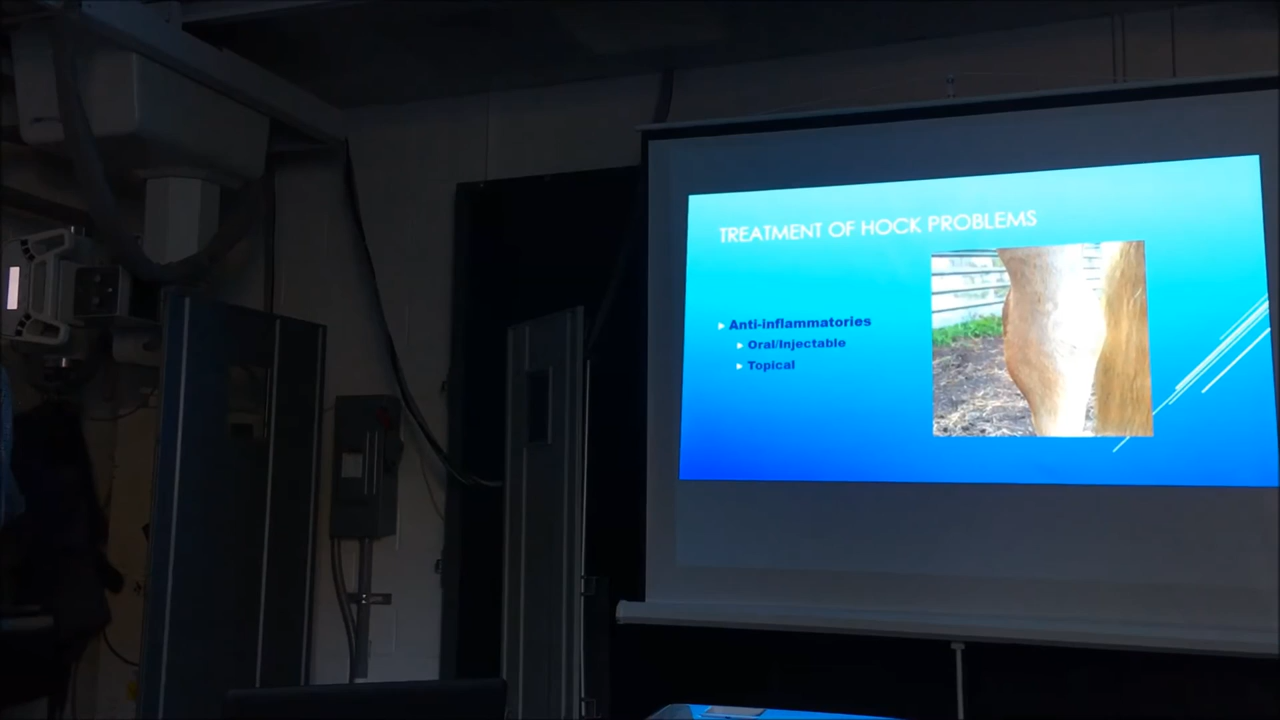 TREATMENT OF HOCK PROBLEMS
Anti-inflammatories
Oral/Injectable
Topical